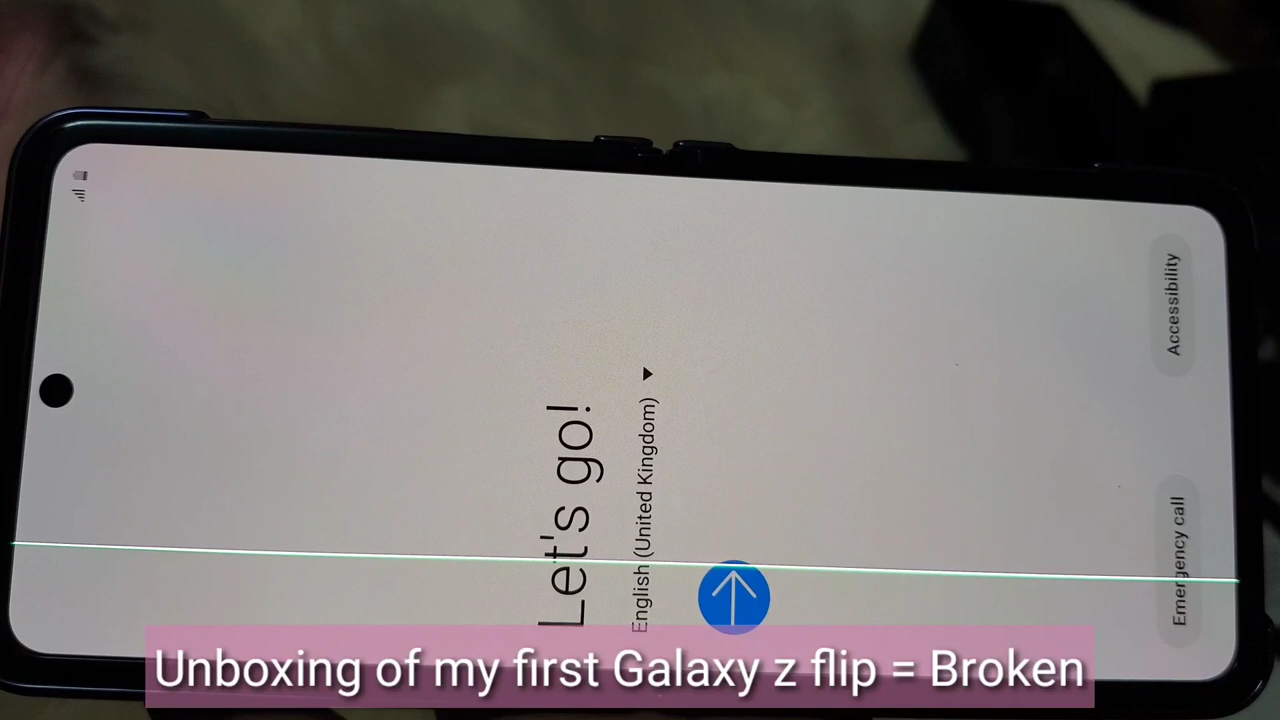 Let's go!
English (United Kingdom)
Emergency call
Accessibility
Unboxing of my first Galaxy z flip = Broken